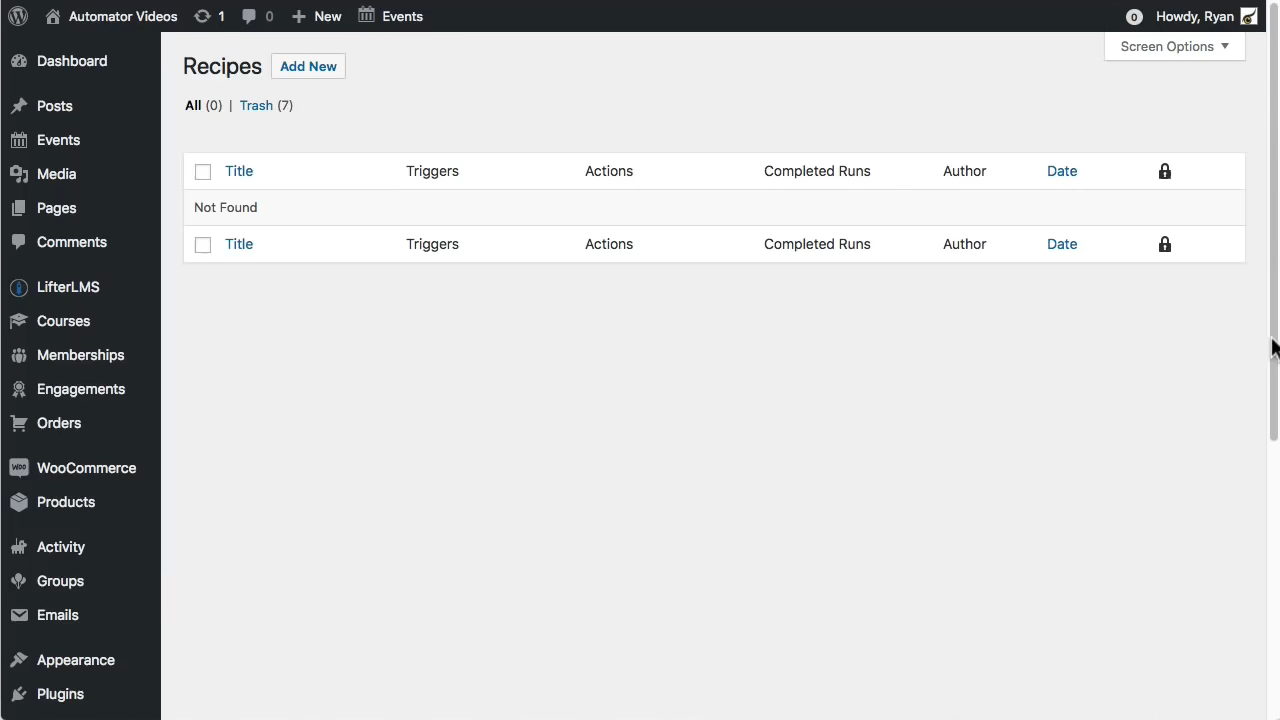 Automator Videos 1 0 New Events 0 Howdy, Ryan
Screen Options
Dashboard
Posts
Events
Media
Pages
Comments
LifterLMS
Courses
Memberships
Engagements
Orders
WooCommerce
Products
Activity
Groups
Emails
Appearance
Plugins
Recipes Add New
All (0) | Trash (7)
Title Triggers Actions Completed Runs Author Date
Not Found
Title Triggers Actions Completed Runs Author Date